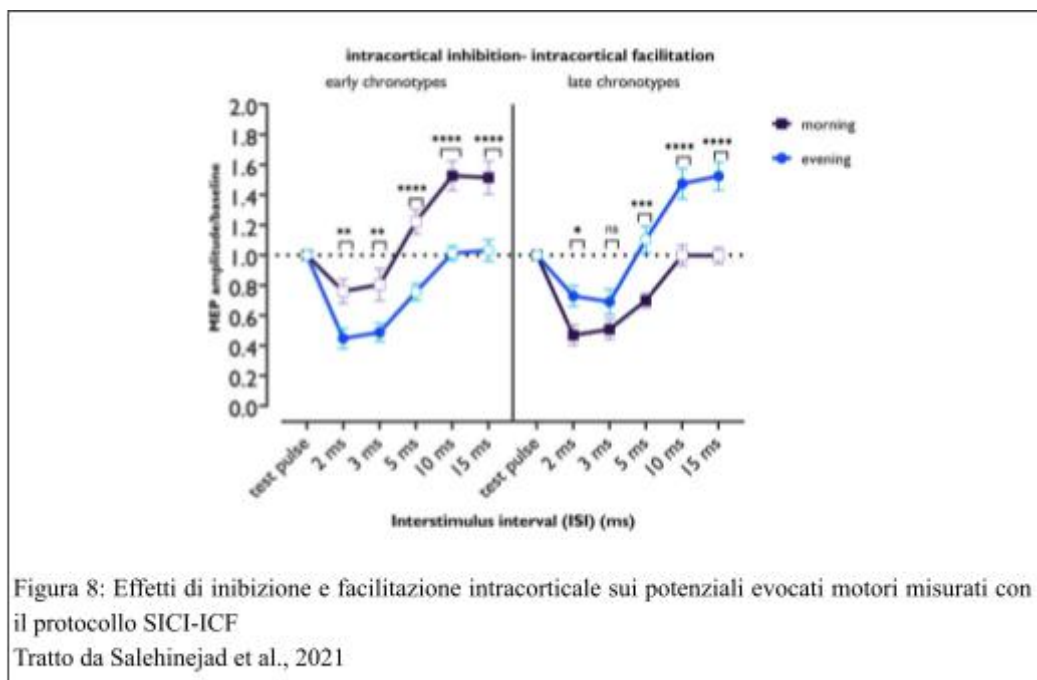 intracortical inhibition- intracortical facilitation
early chronotypes
late chronotypes
morning
evening
MEP amplitude/baseline
2.0
1.8
1.6
1.4
1.2
1.0
0.8
0.6
0.4
0.2
0.0
** ** **** **** ****
* ns *** **** ****
test pulse 2 ms 3 ms 5 ms 10 ms 15 ms
test pulse 2 ms 3 ms 5 ms 10 ms 15 ms
Interstimulus interval (ISI) (ms)
Figura 8: Effetti di inibizione e facilitazione intracorticale sui potenziali evocati motori misurati con
il protocollo SICI-ICF
Tratto da Salehinejad et al., 2021